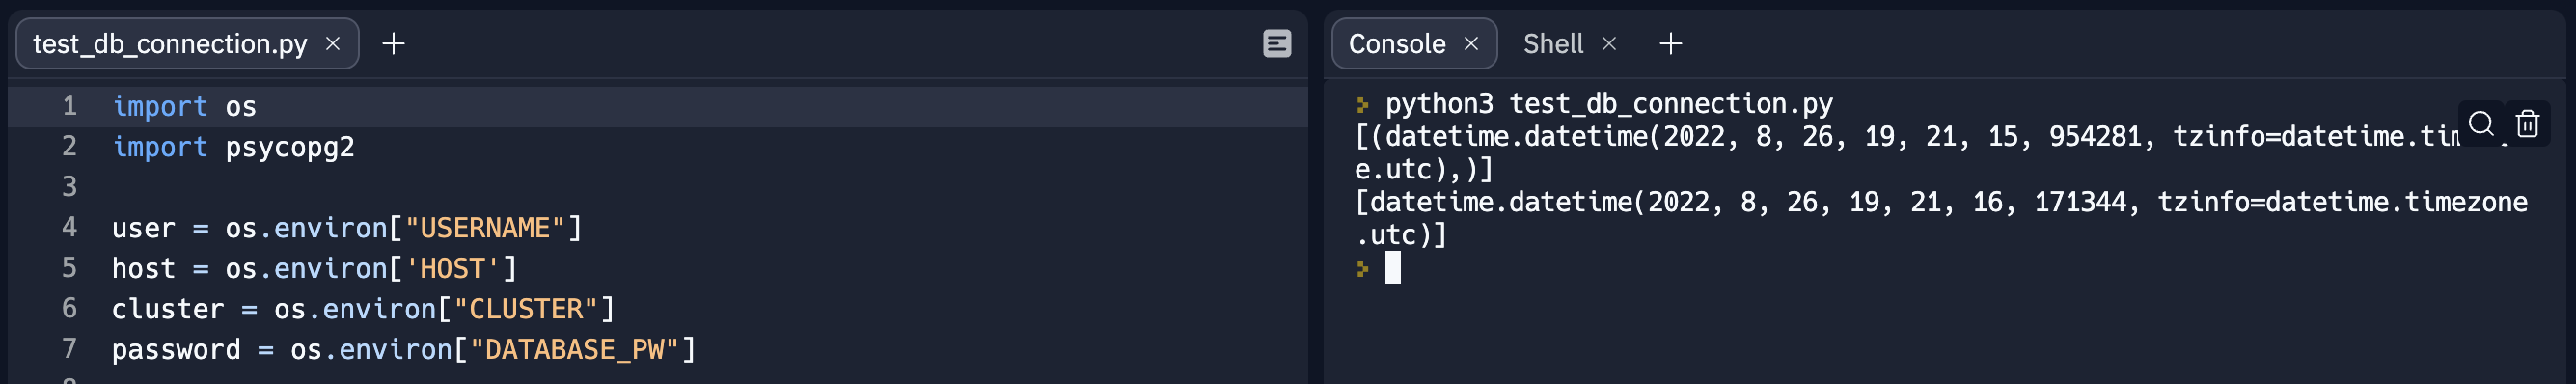 test_db_connection.py
1 import os
2 import psycopg2
3
4 user = os.environ["USERNAME"]
5 host = os.environ['HOST']
6 cluster = os.environ["CLUSTER"]
7 password = os.environ["DATABASE_PW"]
Console Shell
python3 test_db_connection.py
[(datetime.datetime(2022, 8, 26, 19, 21, 15, 954281, tzinfo=datetime.tim
e.utc),)]
[datetime.datetime(2022, 8, 26, 19, 21, 16, 171344, tzinfo=datetime.timezone
.utc)]